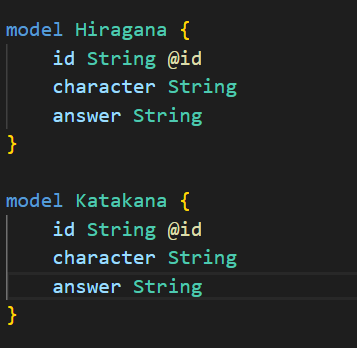 model Hiragana {
    id String @id
    character String
    answer String
}

model Katakana {
    id String @id
    character String
    answer String
}